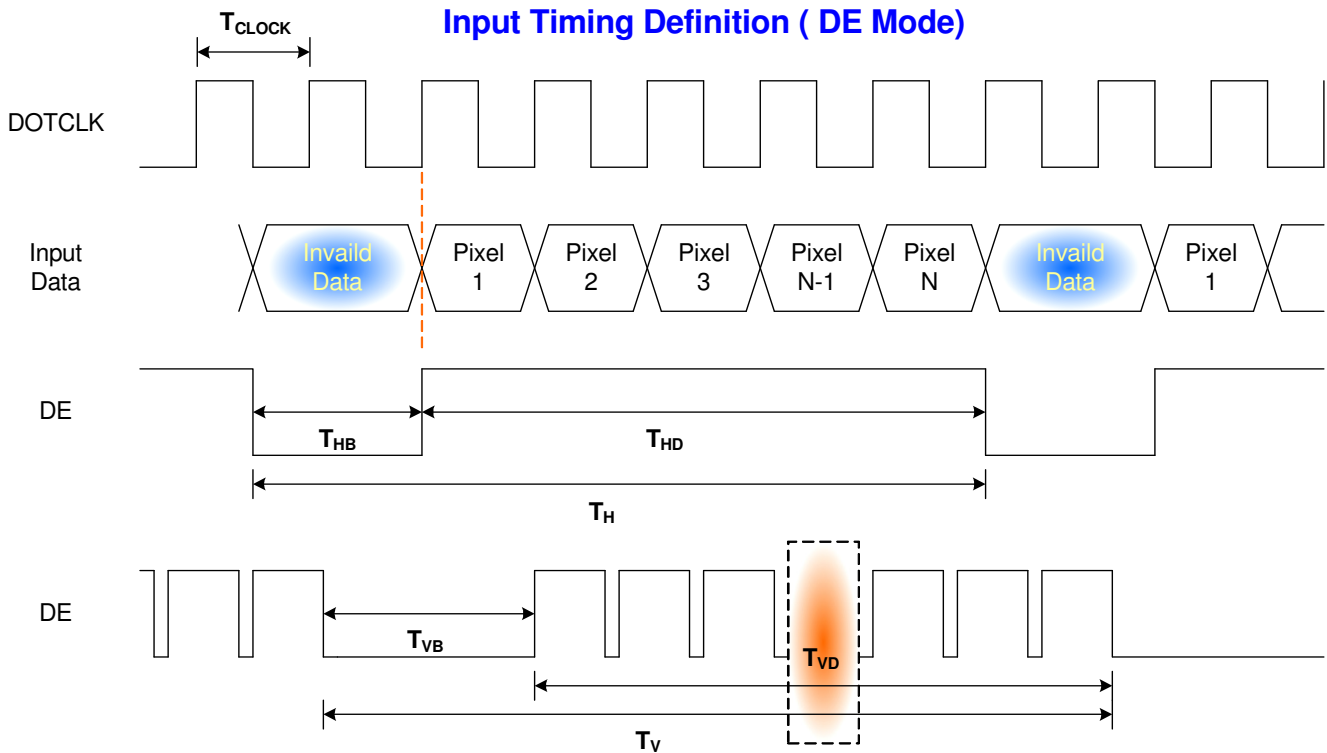 Input Timing Definition ( DE Mode)
TCLOCK
DOTCLK
Input
Data
Invaild
Data
Pixel
1
Pixel
2
Pixel
3
Pixel
N-1
Pixel
N
Invaild
Data
Pixel
1
DE
THB
THD
TH
DE
TVB
TVD
TV